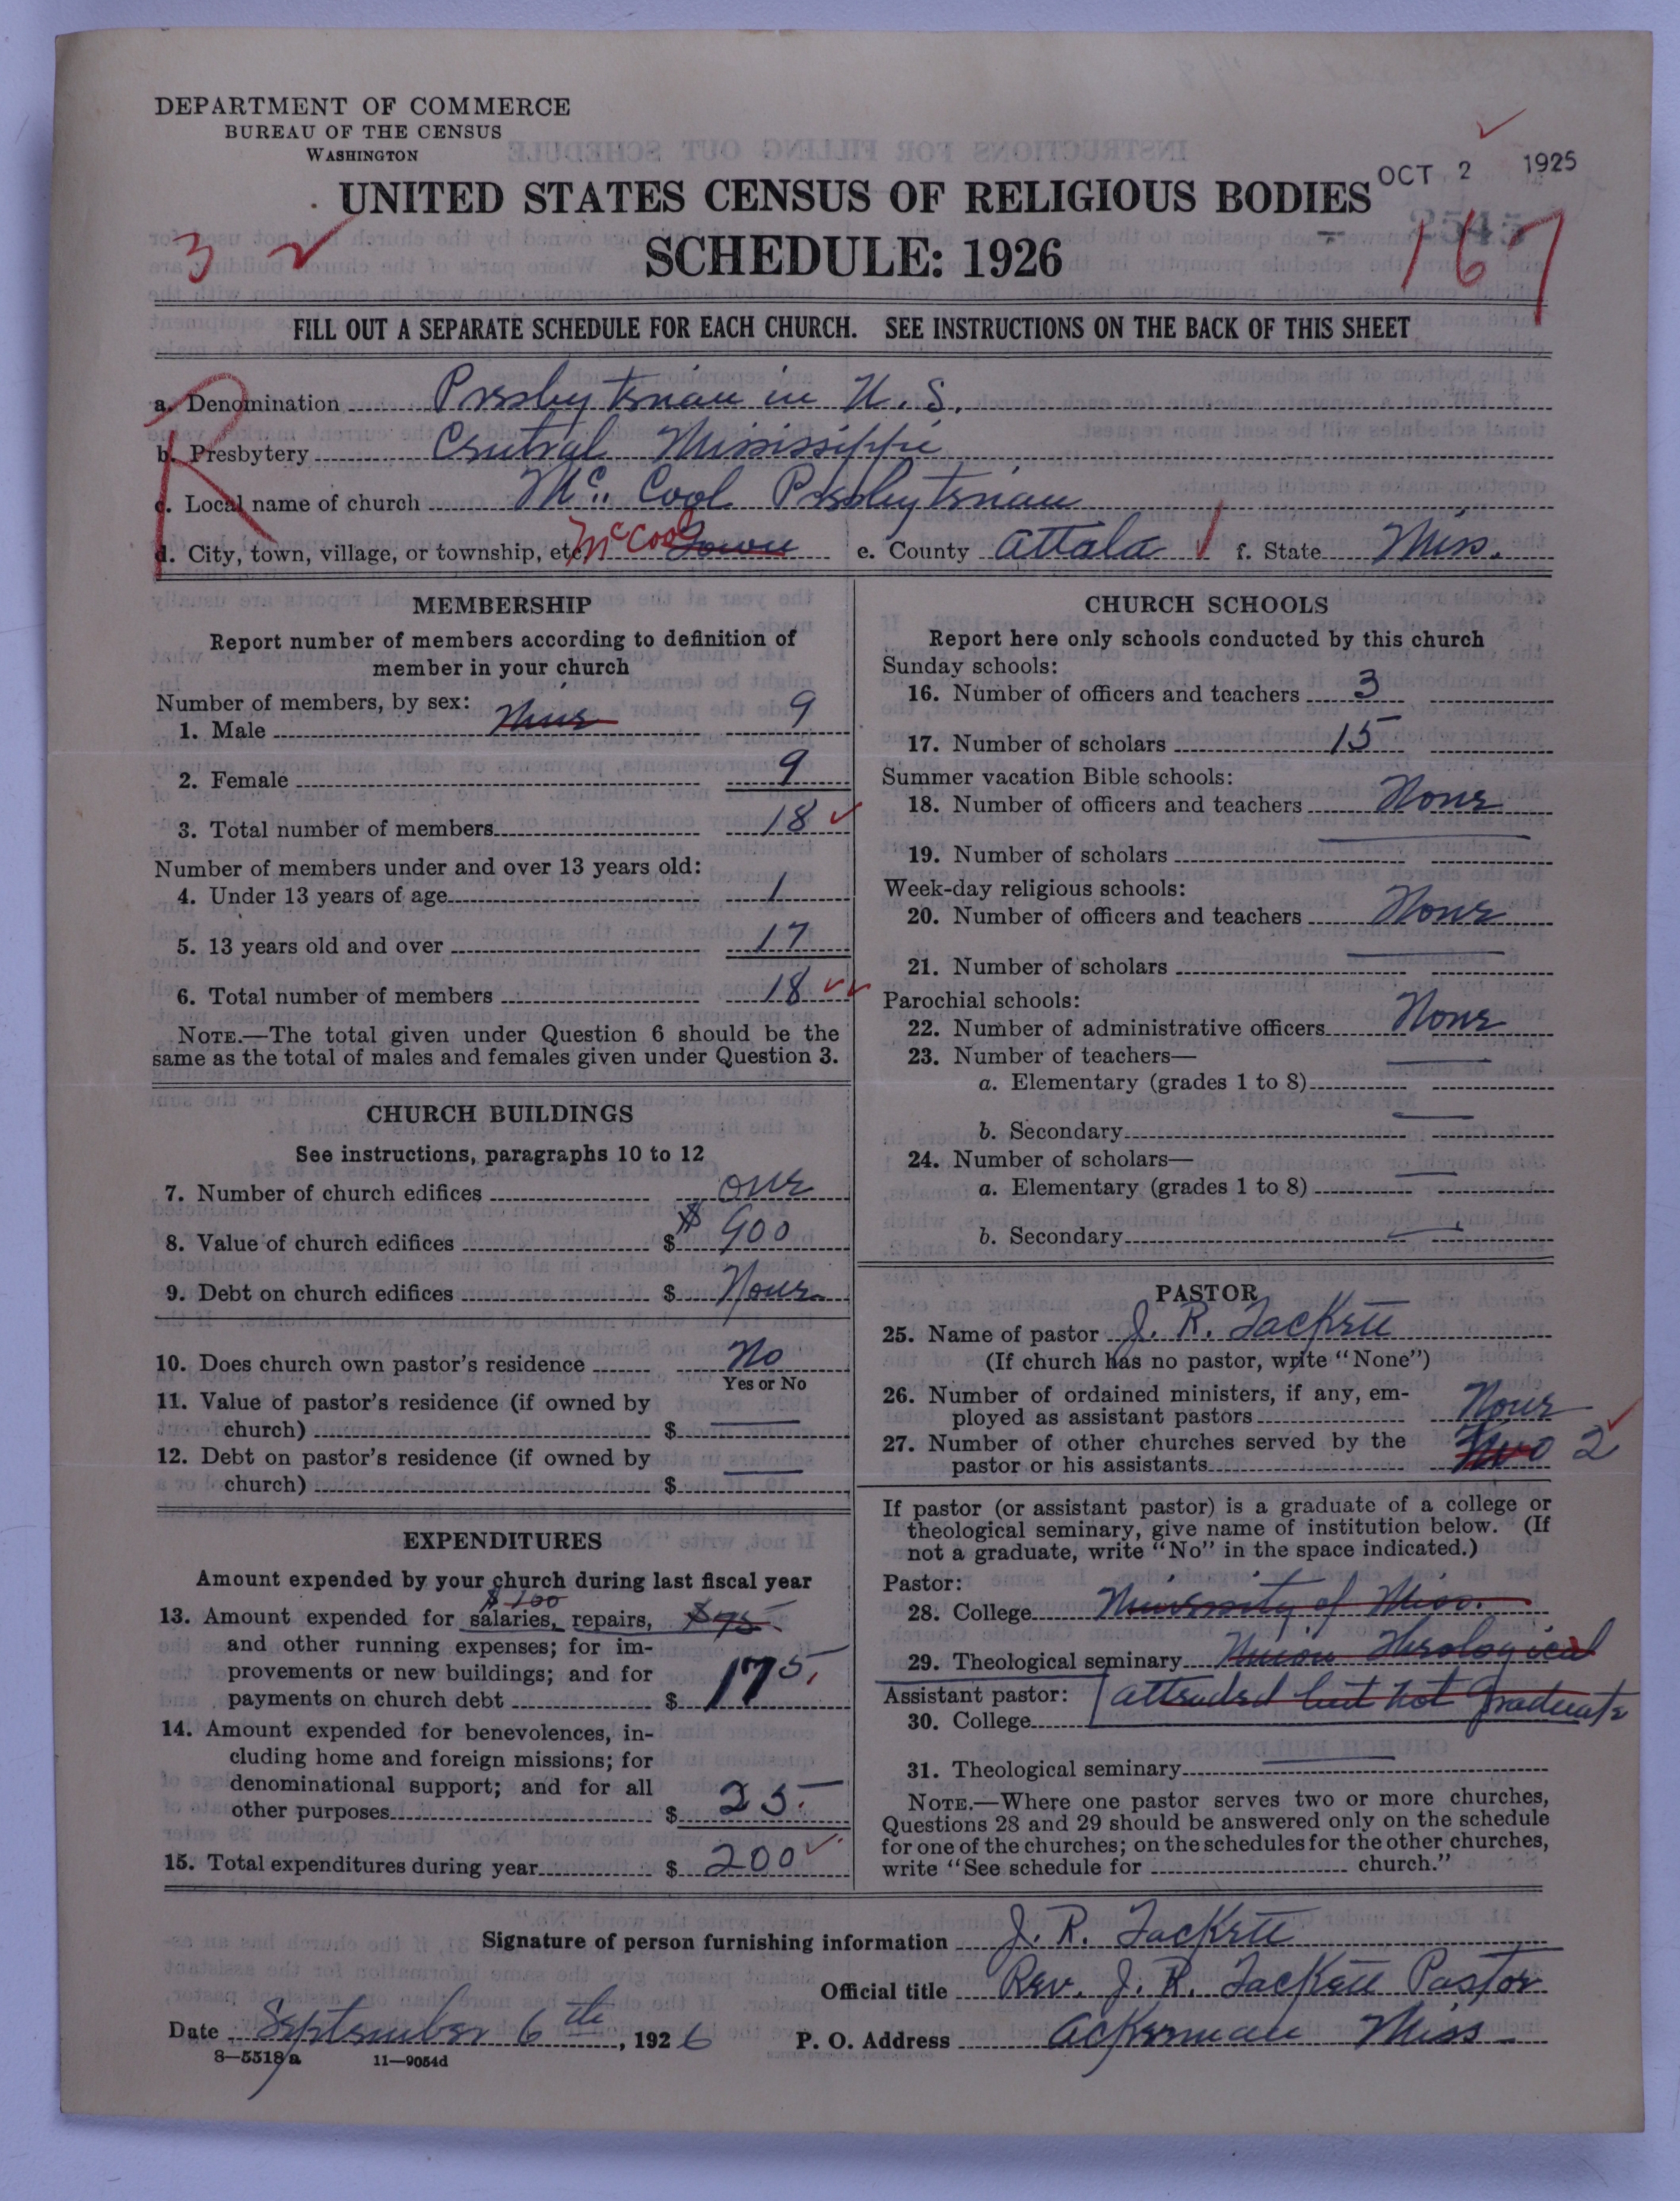 DEPARTMENT OF COMMERCE
BUREAU OF THE CENSUS
WASHINGTON
OCT 2 1925
UNITED STATES CENSUS OF RELIGIOUS BODIES
3
167
SCHEDULE: 1926
FILL OUT A SEPARATE SCHEDULE FOR EACH CHURCH. SEE INSTRUCTIONS ON THE BACK OF THIS SHEET
R
a. Denomination Presbyterian in U. S.
b. Presbytery Central Mississippi
c. Local name of church Mc. Cool Presbyterian
d. City, town, village, or township, etc. McCool Town e. County Attala f. State Miss.
MEMBERSHIP
Report number of members according to definition of
member in your church
Number of members, by sex:
1. Male 9
2. Female 9
3. Total number of members 18
Number of members under and over 13 years old:
4. Under 13 years of age 1
5. 13 years old and over 17
6. Total number of members 18
NOTE.—The total given under Question 6 should be the
same as the total of males and females given under Question 3.
CHURCH BUILDINGS
See instructions, paragraphs 10 to 12
7. Number of church edifices one
8. Value of church edifices $ $900
9. Debt on church edifices $ None
10. Does church own pastor's residence No
Yes or No
11. Value of pastor's residence (if owned by
church) $
12. Debt on pastor's residence (if owned by
church) $
EXPENDITURES
Amount expended by your church during last fiscal year
$100
13. Amount expended for salaries, repairs, $75
and other running expenses; for im-
provements or new buildings; and for
payments on church debt $ 175.
14. Amount expended for benevolences, in-
cluding home and foreign missions; for
denominational support; and for all
other purposes $ 25.
15. Total expenditures during year $ 200
CHURCH SCHOOLS
Report here only schools conducted by this church
Sunday schools:
16. Number of officers and teachers 3
17. Number of scholars 15
Summer vacation Bible schools:
18. Number of officers and teachers None
19. Number of scholars
Week-day religious schools:
20. Number of officers and teachers None
21. Number of scholars
Parochial schools:
22. Number of administrative officers None
23. Number of teachers—
a. Elementary (grades 1 to 8)
b. Secondary
24. Number of scholars—
a. Elementary (grades 1 to 8)
b. Secondary
PASTOR
25. Name of pastor J. R. Tackett
(If church has no pastor, write "None")
26. Number of ordained ministers, if any, em-
ployed as assistant pastors None
27. Number of other churches served by the
pastor or his assistants Two 2
If pastor (or assistant pastor) is a graduate of a college or
theological seminary, give name of institution below. (If
not a graduate, write "No" in the space indicated.)
Pastor:
28. College University of Miss.
29. Theological seminary Union Theological
Assistant pastor: attended but not graduate
30. College
31. Theological seminary
NOTE.—Where one pastor serves two or more churches,
Questions 28 and 29 should be answered only on the schedule
for one of the churches; on the schedules for the other churches,
write "See schedule for church."
Signature of person furnishing information J. R. Tackett
Official title Rev. J. R. Tackett Pastor
Date September 6th, 1926 P. O. Address Ackerman Miss
8—5518a 11—9054d